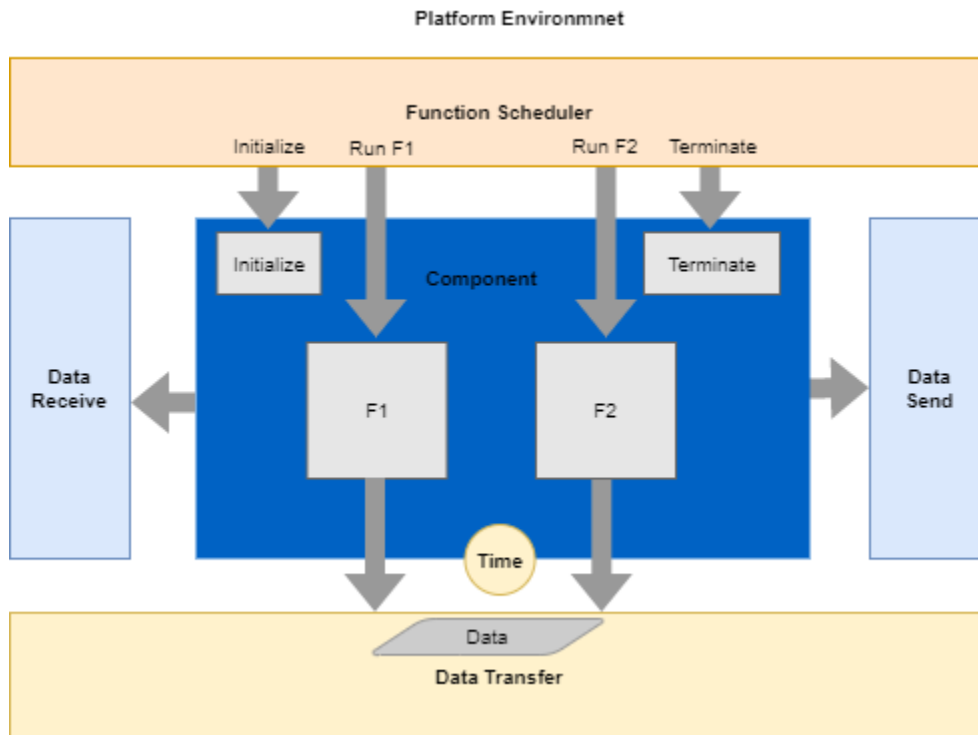 Platform Environmnet
Function Scheduler
Initialize
Run F1
Run F2
Terminate
Initialize
Terminate
Component
Data
Receive
F1
F2
Data
Send
Time
Data
Data Transfer